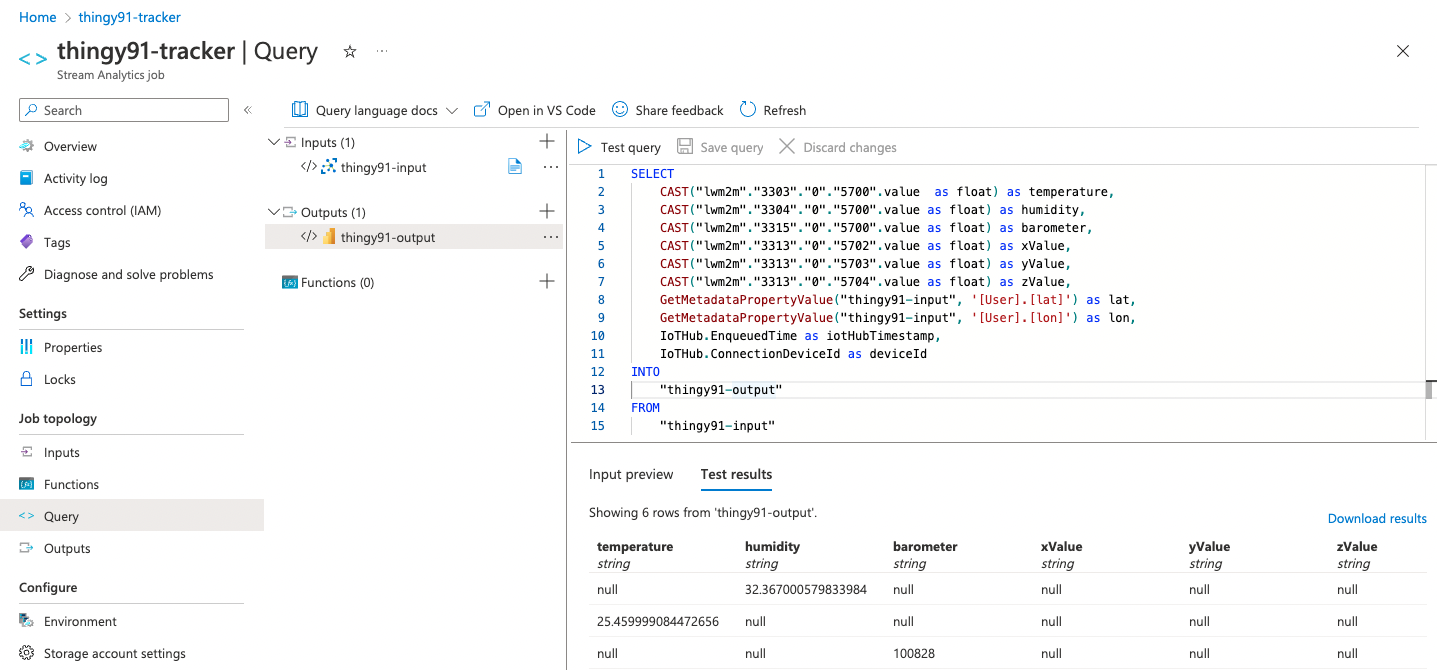 Home > thingy91-tracker
thingy91-tracker | Query
Stream Analytics job
Search
Overview
Activity log
Access control (IAM)
Tags
Diagnose and solve problems
Settings
Properties
Locks
Job topology
Inputs
Functions
Query
Outputs
Configure
Environment
Storage account settings
Query language docs
Open in VS Code
Share feedback
Refresh
Inputs (1)
thingy91-input
Outputs (1)
thingy91-output
Functions (0)
Test query
Save query
Discard changes
1 SELECT
2 CAST("lwm2m"."3303"."0"."5700".value  as float) as temperature,
3 CAST("lwm2m"."3304"."0"."5700".value as float) as humidity,
4 CAST("lwm2m"."3315"."0"."5700".value as float) as barometer,
5 CAST("lwm2m"."3313"."0"."5702".value as float) as xValue,
6 CAST("lwm2m"."3313"."0"."5703".value as float) as yValue,
7 CAST("lwm2m"."3313"."0"."5704".value as float) as zValue,
8 GetMetadataPropertyValue("thingy91-input", '[User].[lat]') as lat,
9 GetMetadataPropertyValue("thingy91-input", '[User].[lon]') as lon,
10 IoTHub.EnqueuedTime as iotHubTimestamp,
11 IoTHub.ConnectionDeviceId as deviceId
12 INTO
13 "thingy91-output"
14 FROM
15 "thingy91-input"
Input preview Test results
Showing 6 rows from 'thingy91-output'.
Download results
temperature humidity barometer xValue yValue zValue
string string string string string string
null 32.367000579833984 null null null null
25.459999084472656 null null null null null
null null 100828 null null null